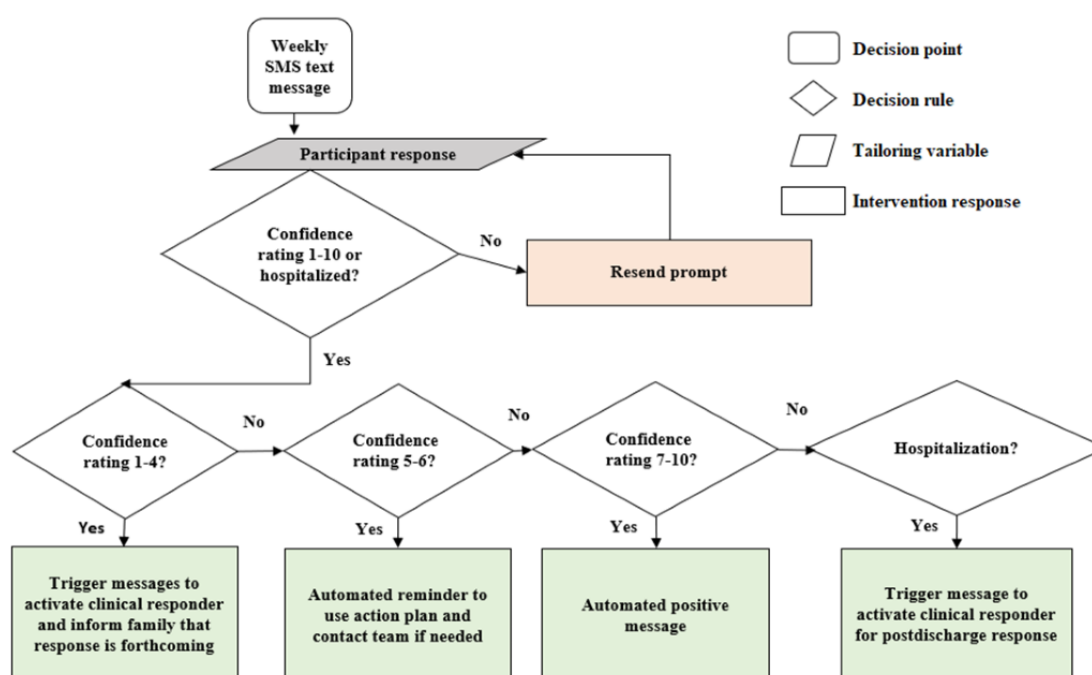 Weekly
SMS text
message
Decision point
Decision rule
Participant response
Tailoring variable
Intervention response
Confidence
rating 1-10 or
hospitalized?
No
Resend prompt
Yes
Confidence
rating 1-4?
No
Confidence
rating 5-6?
No
Confidence
rating 7-10?
No
Hospitalization?
Yes
Yes
Yes
Yes
Trigger messages to
activate clinical responder
and inform family that
response is forthcoming
Automated reminder to
use action plan and
contact team if needed
Automated positive
message
Trigger message to
activate clinical responder
for postdischarge response